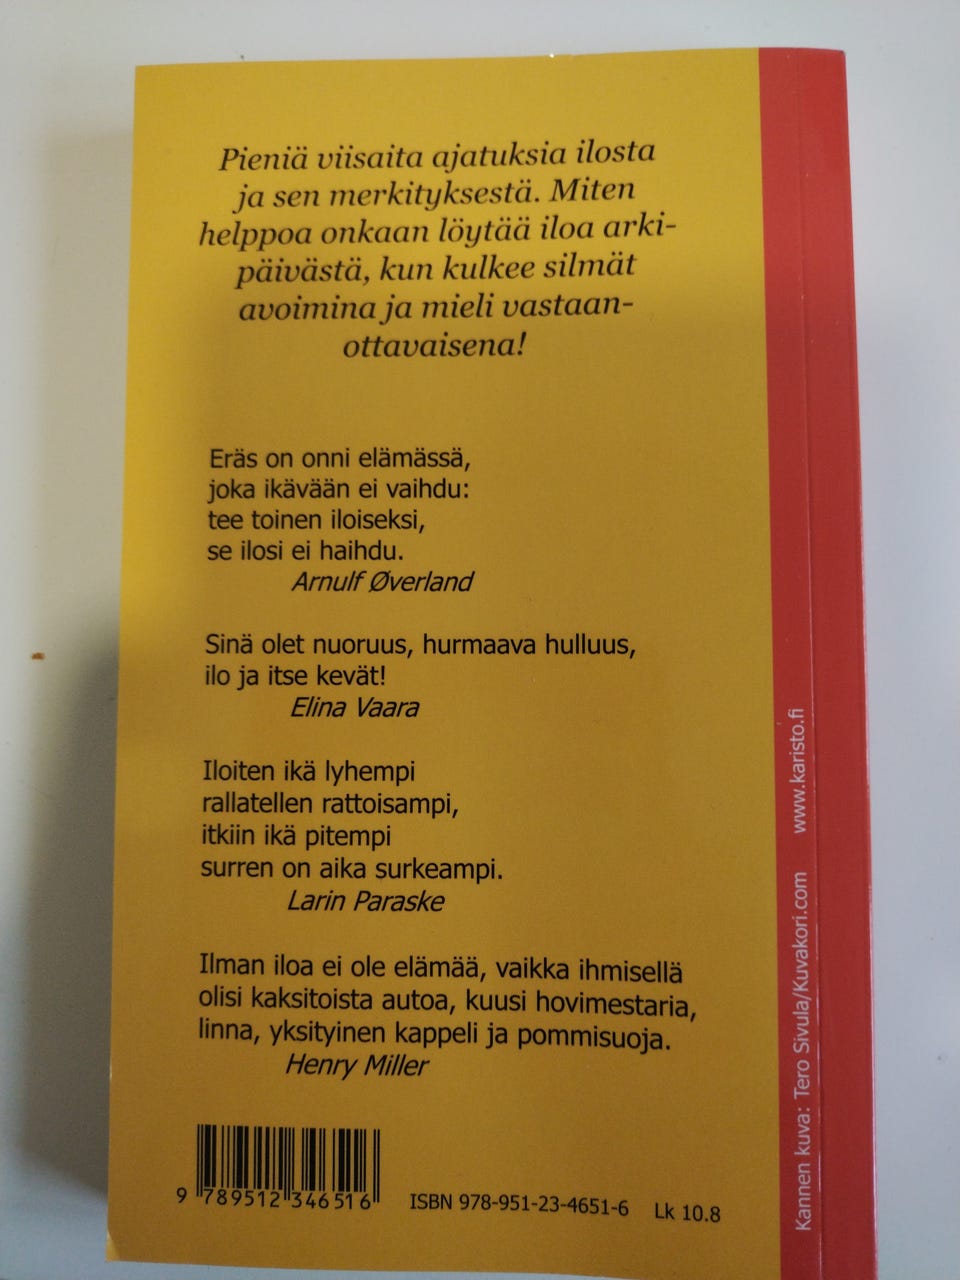 Pieniä viisaita ajatuksia ilosta
ja sen merkityksestä. Miten
helppoa onkaan löytää iloa arki-
päivästä, kun kulkee silmät
avoimina ja mieli vastaan-
ottavaisena!
Eräs on onni elämässä,
joka ikävään ei vaihdu:
tee toinen iloiseksi,
se ilosi ei haihdu.
Arnulf Øverland
Sinä olet nuoruus, hurmaava hulluus,
ilo ja itse kevät!
Elina Vaara
Iloiten ikä lyhempi
rallatellen rattoisampi,
itkiin ikä pitempi
surren on aika surkeampi.
Larin Paraske
Ilman iloa ei ole elämää, vaikka ihmisellä
olisi kaksitoista autoa, kuusi hovimestaria,
linna, yksityinen kappeli ja pommisuoja.
Henry Miller
9 789512 346516
ISBN 978-951-23-4651-6 Lk 10.8
Kannen kuva: Tero Sivula/Kuvakori.com www.karisto.fi